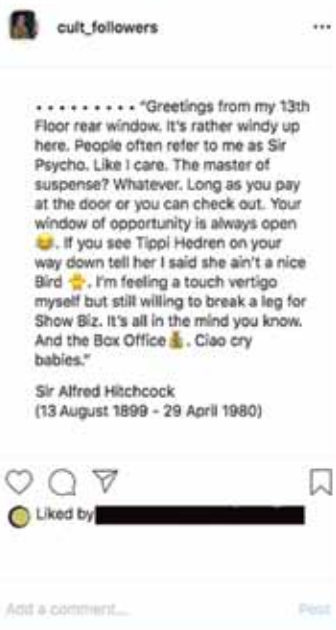 cult_followers
• • • • • • • • • "Greetings from my 13th
Floor rear window. It's rather windy up
here. People often refer to me as Sir
Psycho. Like I care. The master of
suspense? Whatever. Long as you pay
at the door or you can check out. Your
window of opportunity is always open
😂. If you see Tippi Hedren on your
way down tell her I said she ain't a nice
Bird 🐥. I'm feeling a touch vertigo
myself but still willing to break a leg for
Show Biz. It's all in the mind you know.
And the Box Office 💰. Ciao cry
babies."
Sir Alfred Hitchcock
(13 August 1899 - 29 April 1980)
Liked by
Add a comment...
Post